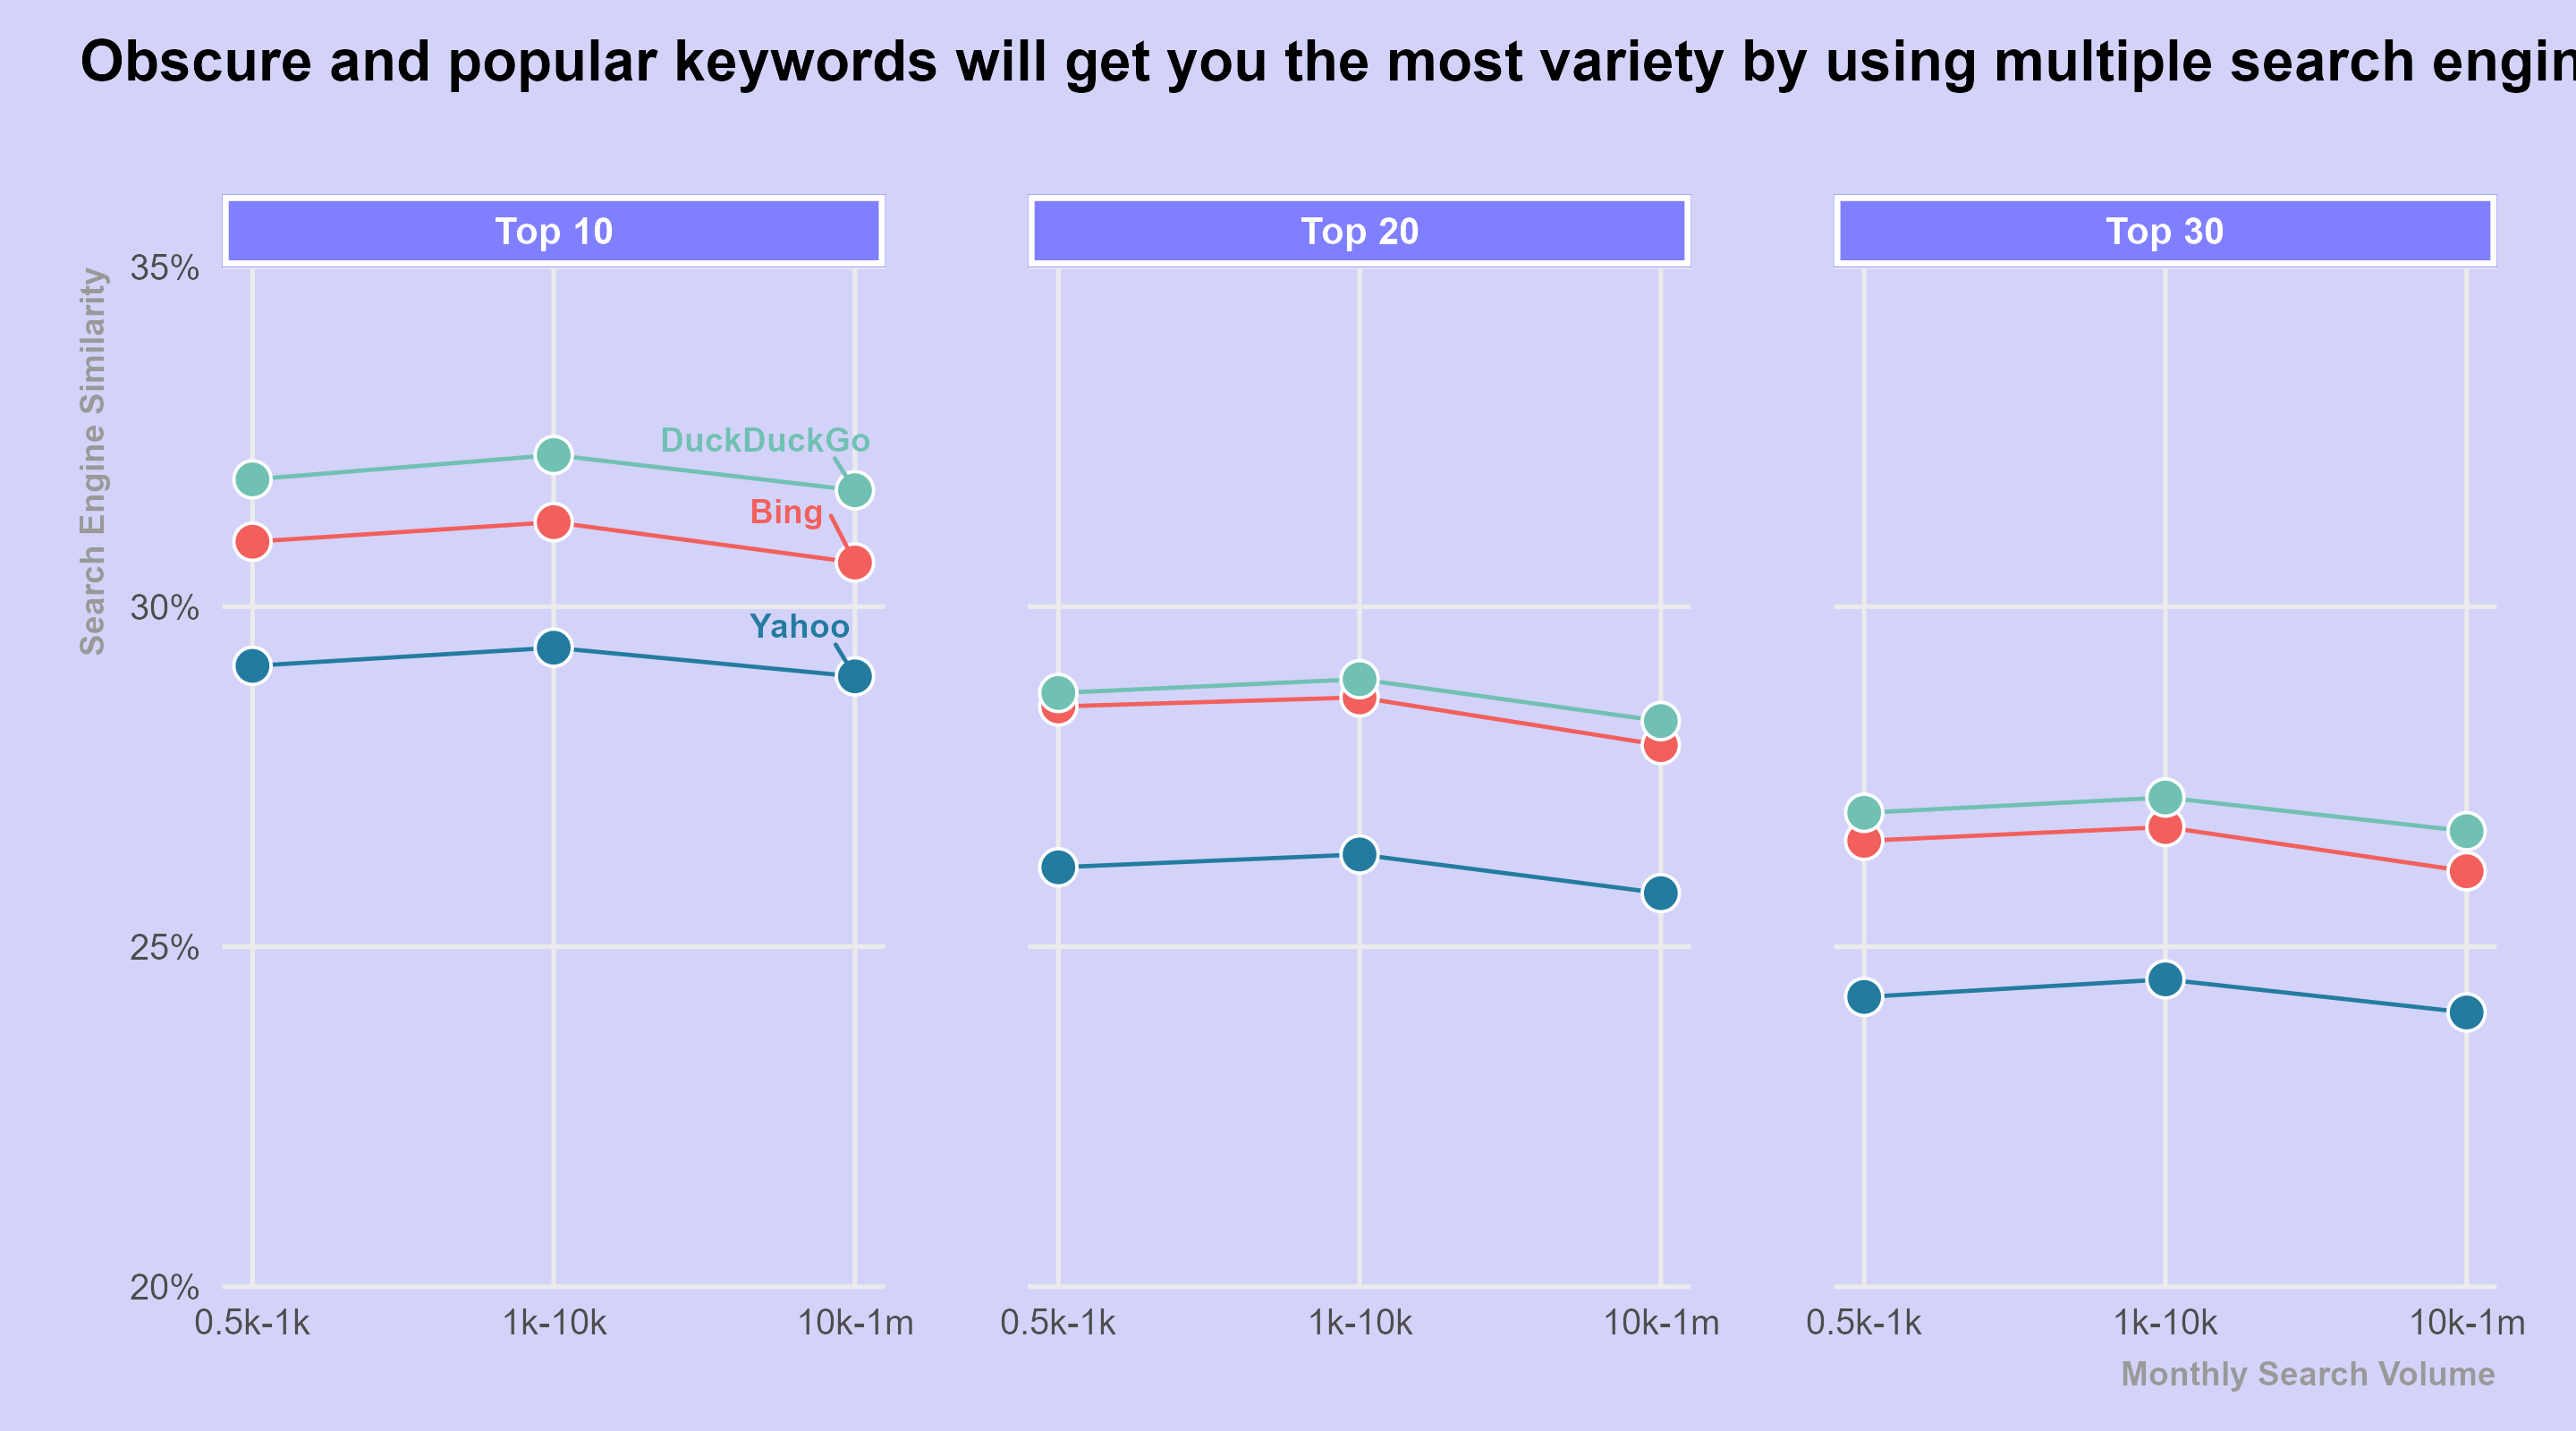 Obscure and popular keywords will get you the most variety by using multiple search engin
Top 10
Top 20
Top 30
Search Engine Similarity
35%
30%
25%
20%
DuckDuckGo
Bing
Yahoo
0.5k-1k 1k-10k 10k-1m 0.5k-1k 1k-10k 10k-1m 0.5k-1k 1k-10k 10k-1m
Monthly Search Volume